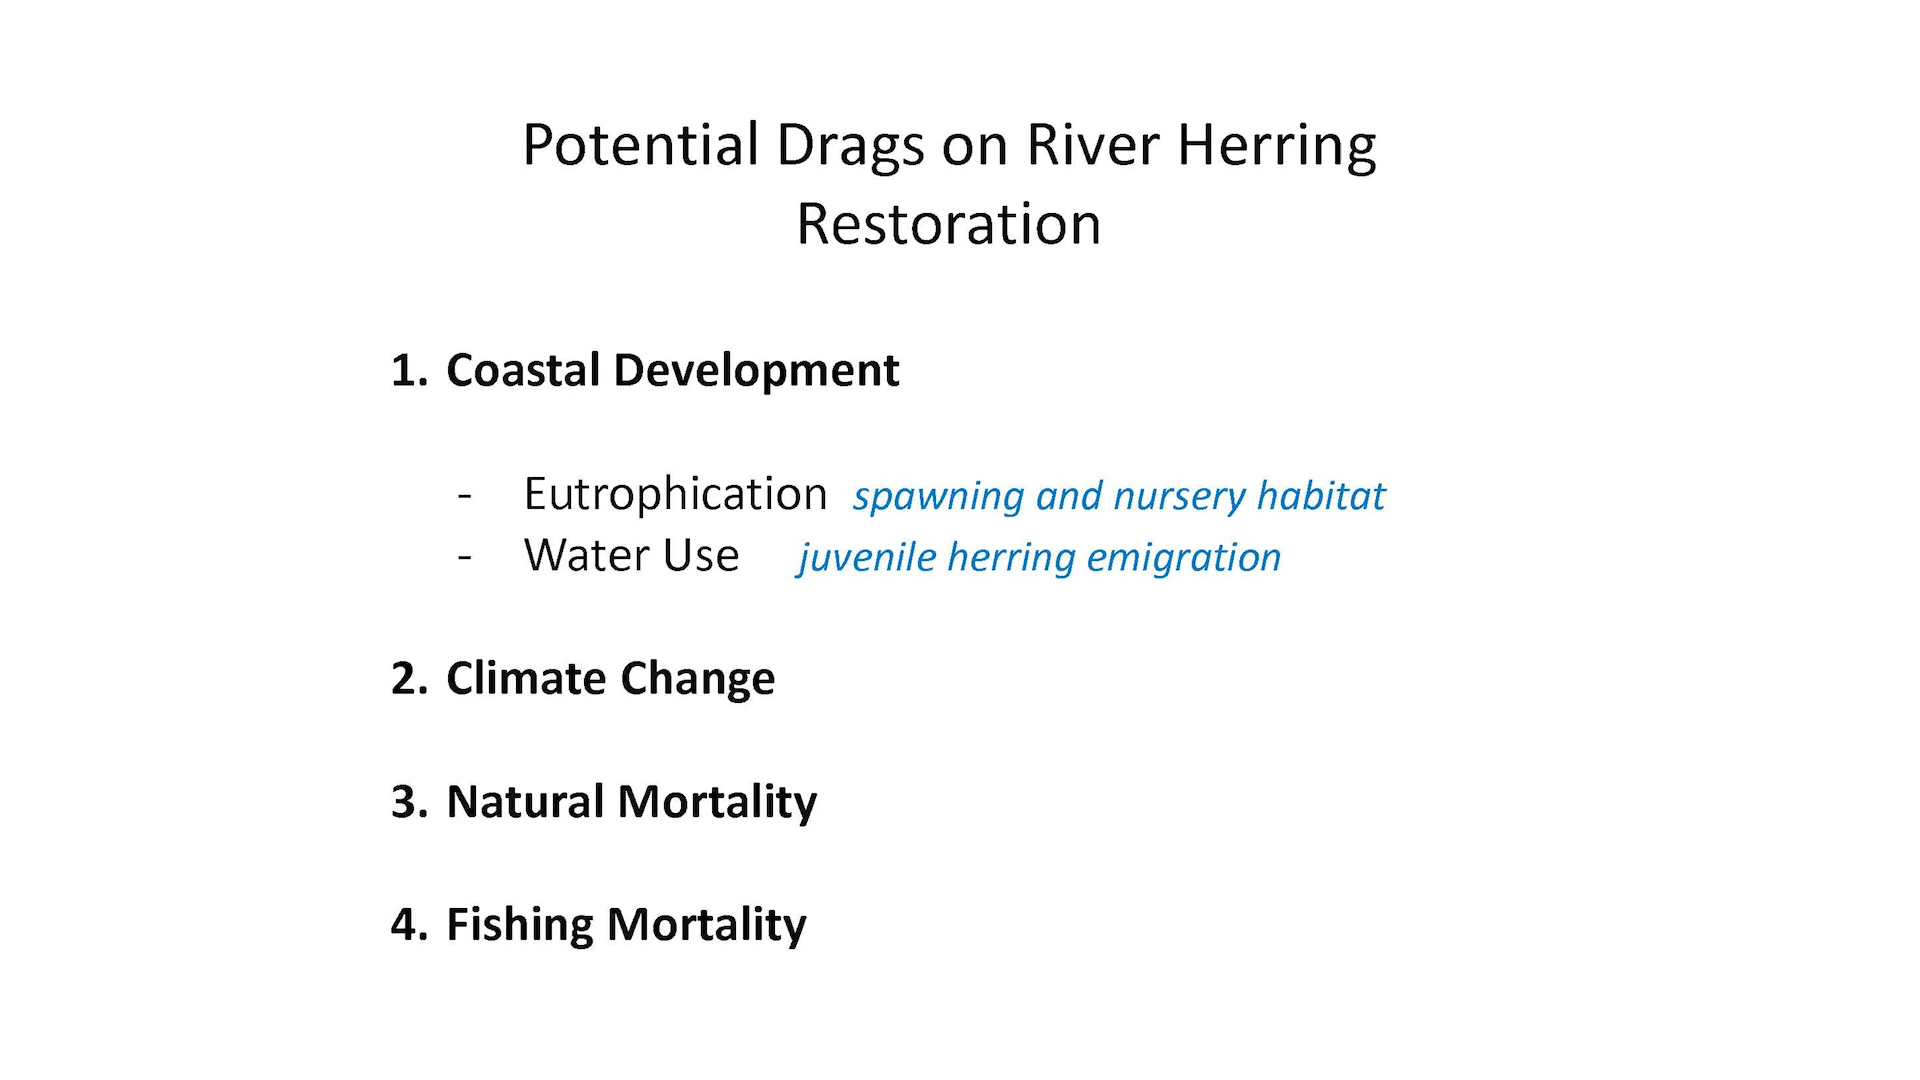 Potential Drags on River Herring
Restoration
1. Coastal Development
- Eutrophication spawning and nursery habitat
- Water Use juvenile herring emigration
2. Climate Change
3. Natural Mortality
4. Fishing Mortality